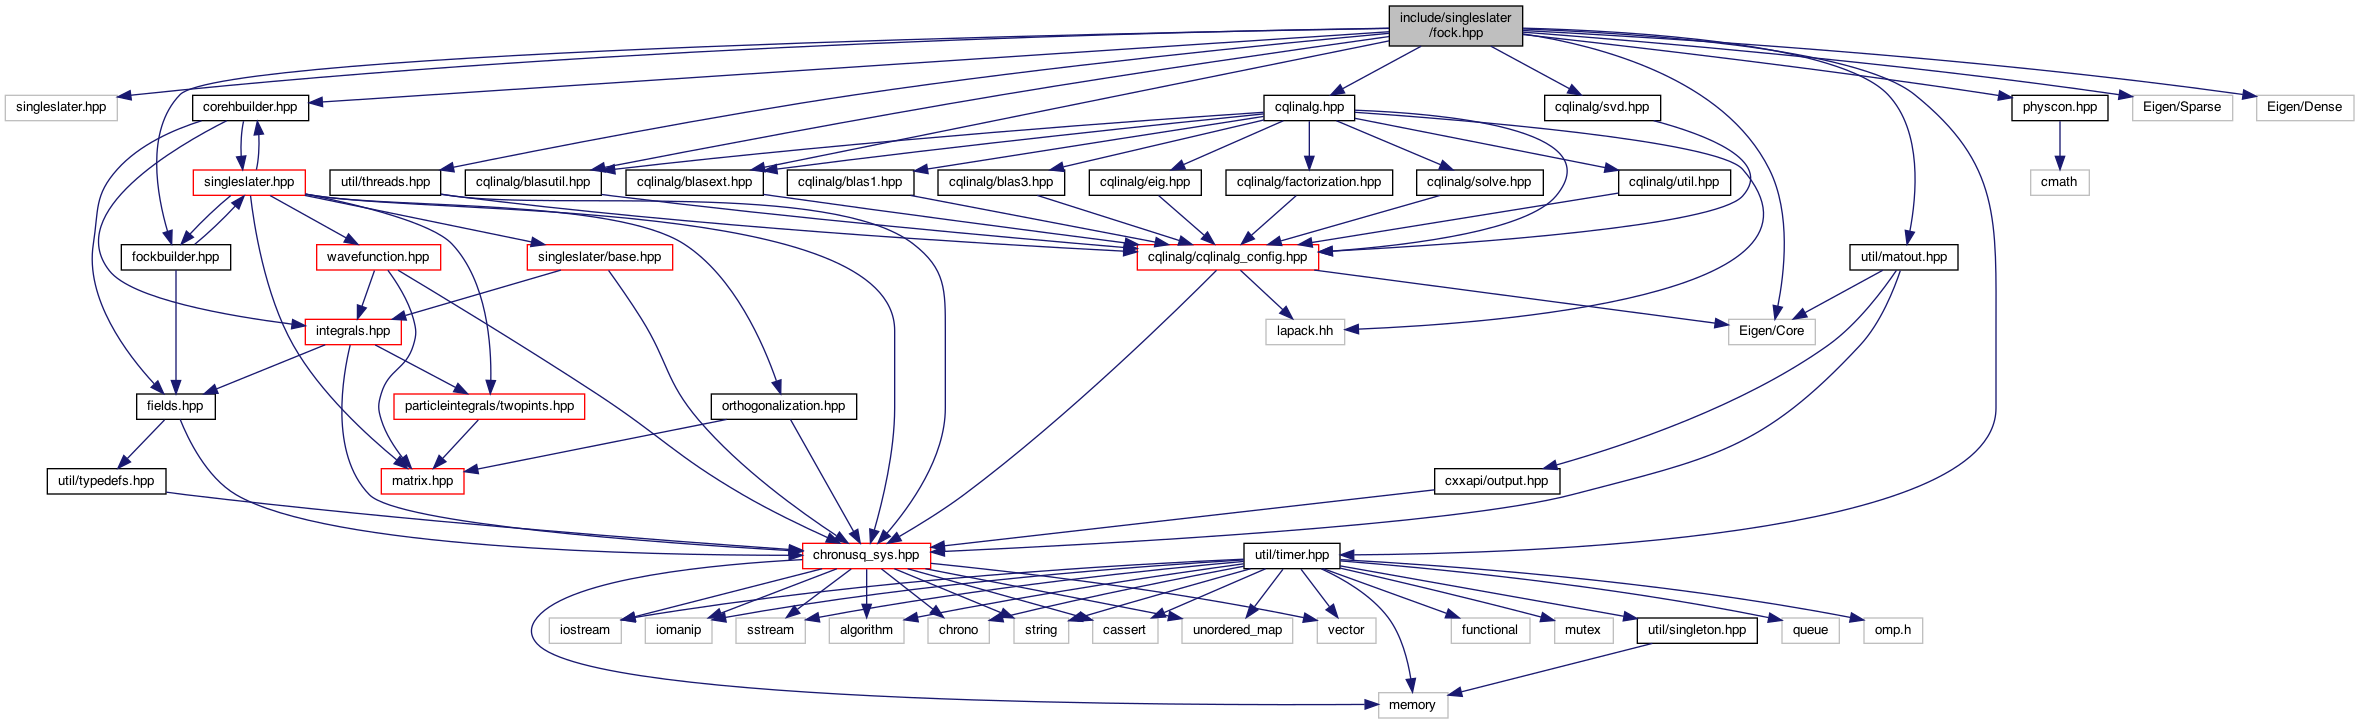 include/singleslater
/fock.hpp
singleslater.hpp
corehbuilder.hpp
cqlinalg.hpp
cqlinalg/svd.hpp
physcon.hpp
Eigen/Sparse
Eigen/Dense
singleslater.hpp
util/threads.hpp
cqlinalg/blasutil.hpp
cqlinalg/blasext.hpp
cqlinalg/blas1.hpp
cqlinalg/blas3.hpp
cqlinalg/eig.hpp
cqlinalg/factorization.hpp
cqlinalg/solve.hpp
cqlinalg/util.hpp
cmath
fockbuilder.hpp
wavefunction.hpp
singleslater/base.hpp
cqlinalg/cqlinalg_config.hpp
util/matout.hpp
integrals.hpp
lapack.hh
Eigen/Core
fields.hpp
particleintegrals/twopints.hpp
orthogonalization.hpp
util/typedefs.hpp
matrix.hpp
cxxapi/output.hpp
chronusq_sys.hpp
util/timer.hpp
iostream
iomanip
sstream
algorithm
chrono
string
cassert
unordered_map
vector
functional
mutex
util/singleton.hpp
queue
omp.h
memory